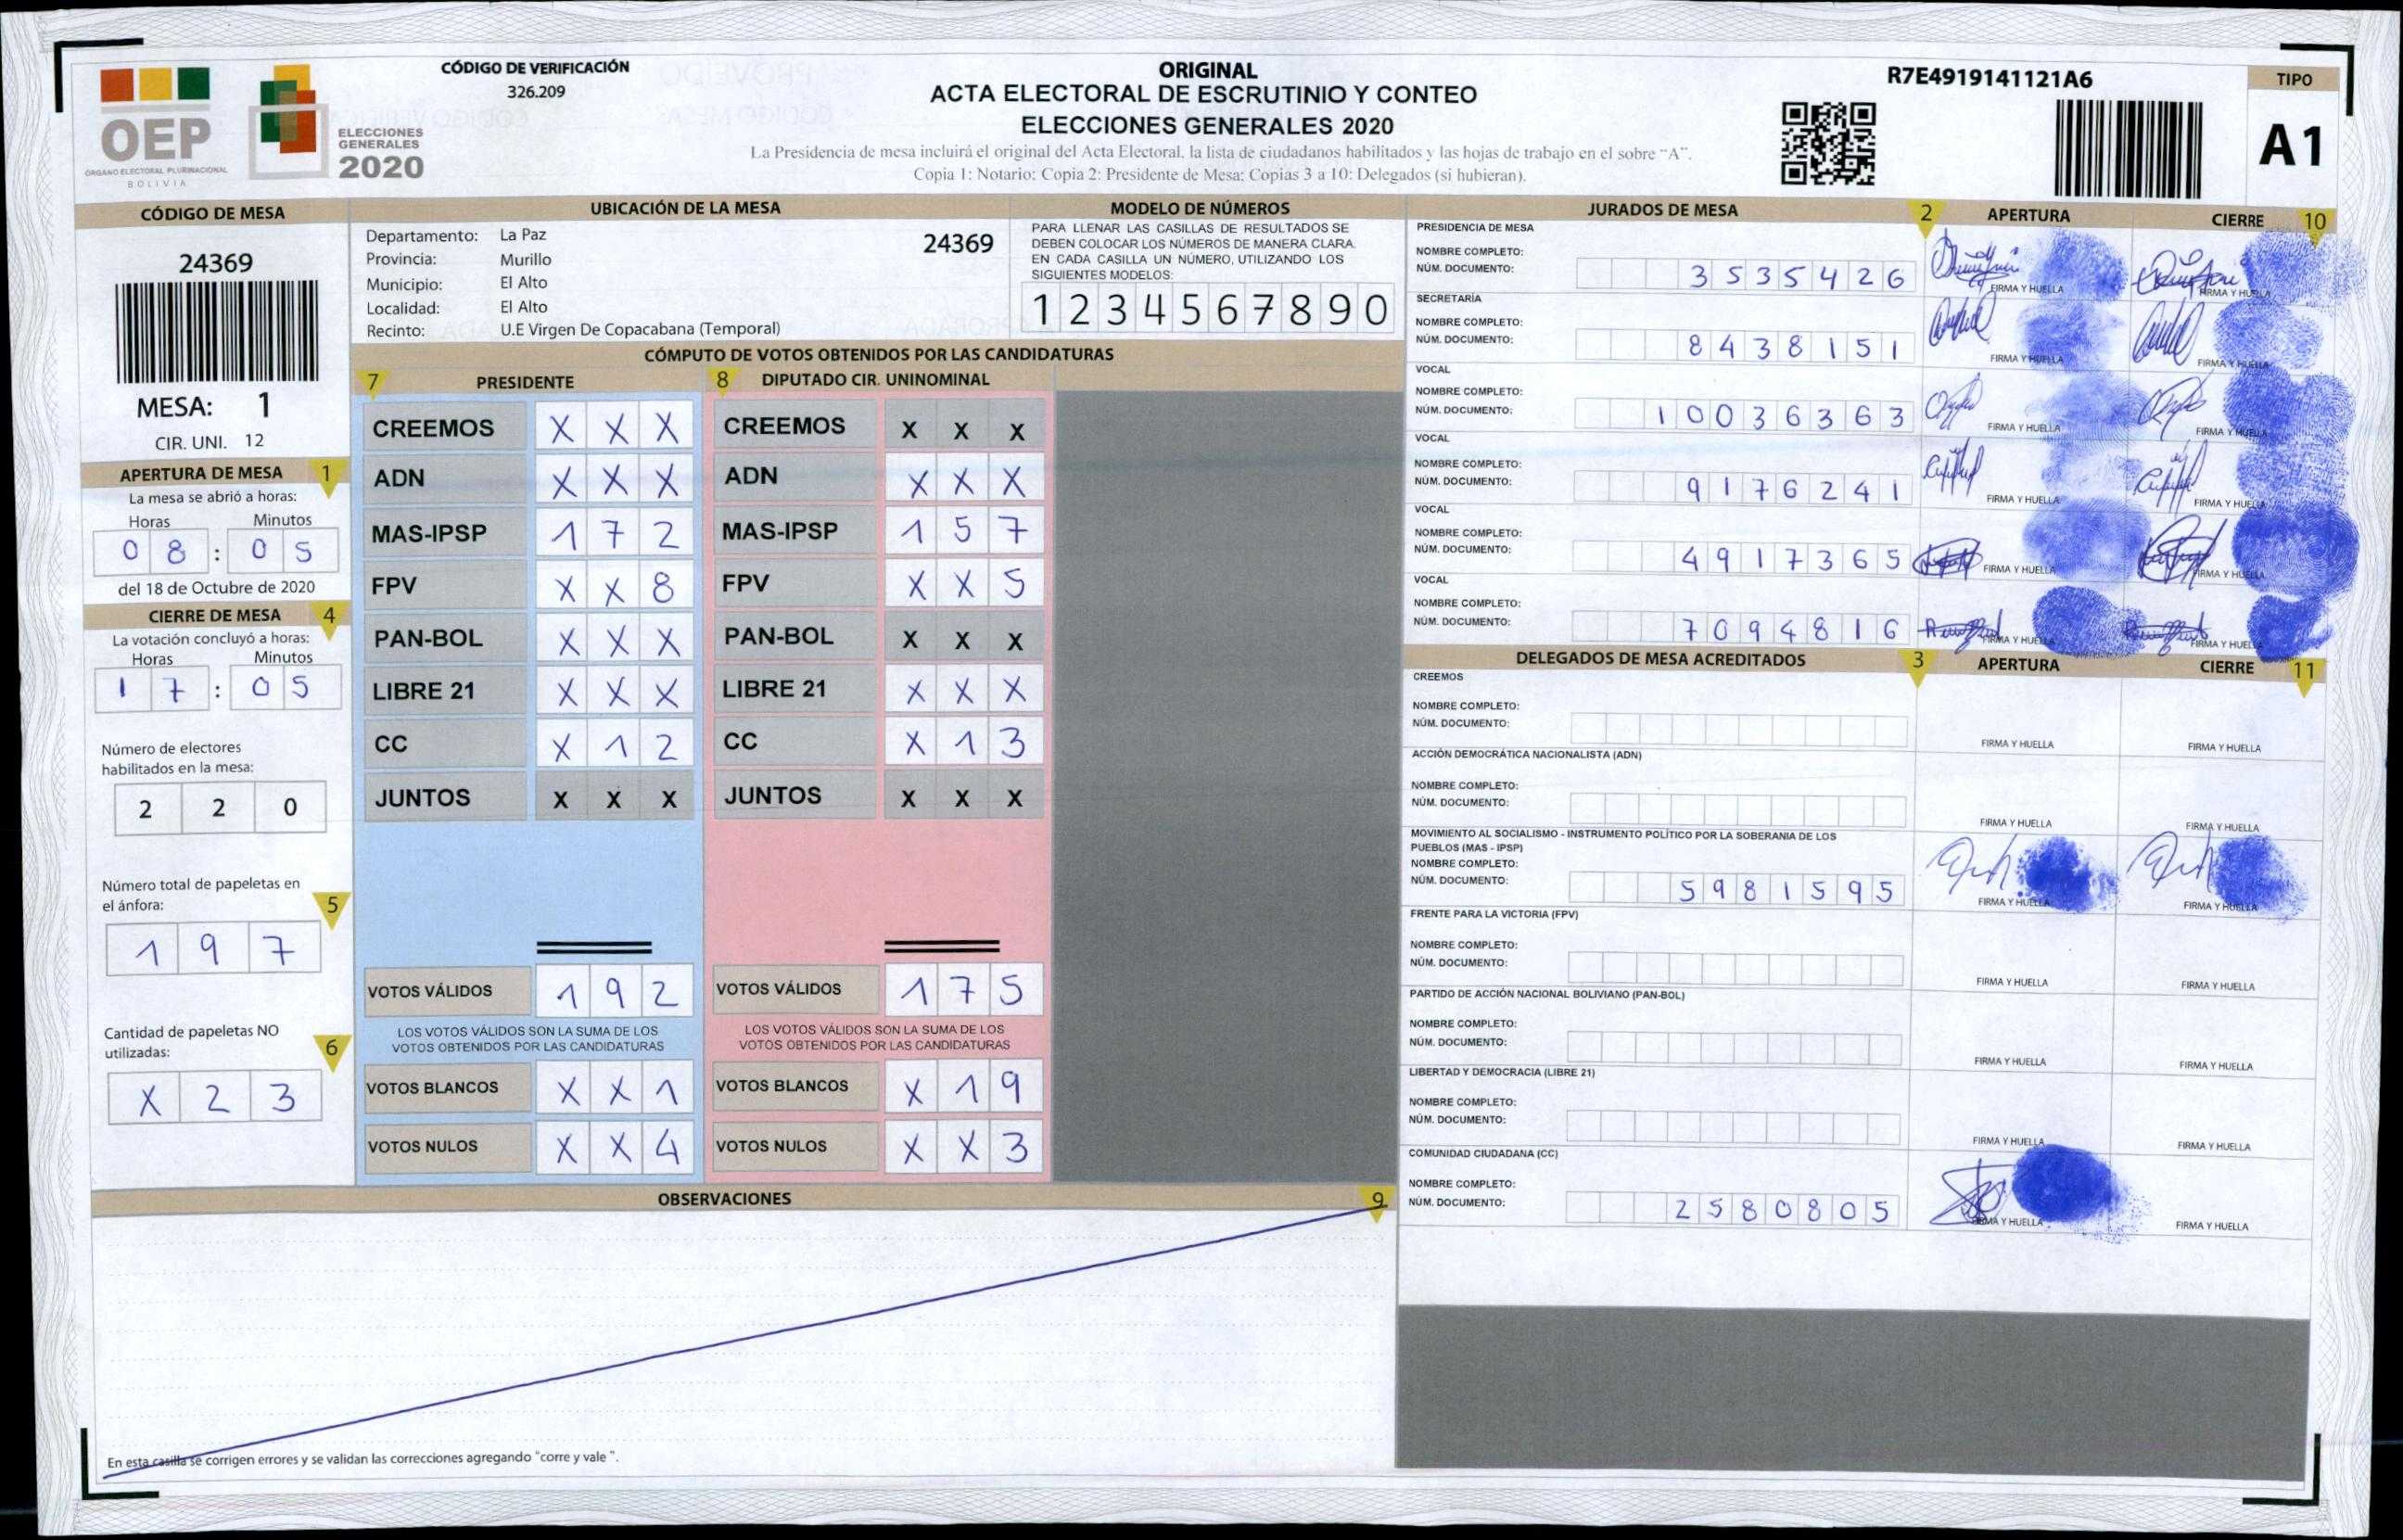 CÓDIGO DE VERIFICACIÓN
326.209
OEP
ÓRGANO ELECTORAL PLURINACIONAL
BOLIVIA
ELECCIONES
GENERALES
2020
ORIGINAL
ACTA ELECTORAL DE ESCRUTINIO Y CONTEO
ELECCIONES GENERALES 2020
La Presidencia de mesa incluirá el original del Acta Electoral, la lista de ciudadanos habilitados y las hojas de trabajo en el sobre "A".
Copia 1: Notario; Copia 2: Presidente de Mesa; Copias 3 a 10: Delegados (si hubieran).
R7E4919141121A6
TIPO
A1
CÓDIGO DE MESA
24369
MESA: 1
CIR. UNI. 12
APERTURA DE MESA 1
La mesa se abrió a horas:
Horas Minutos
0 8 : 0 5
del 18 de Octubre de 2020
CIERRE DE MESA 4
La votación concluyó a horas:
Horas Minutos
1 7 : 0 5
Número de electores
habilitados en la mesa:
2 2 0
Número total de papeletas en
el ánfora: 5
1 9 7
Cantidad de papeletas NO
utilizadas: 6
X 2 3
UBICACIÓN DE LA MESA
Departamento: La Paz
24369
Provincia: Murillo
Municipio: El Alto
Localidad: El Alto
Recinto: U.E Virgen De Copacabana (Temporal)
MODELO DE NÚMEROS
PARA LLENAR LAS CASILLAS DE RESULTADOS SE
DEBEN COLOCAR LOS NÚMEROS DE MANERA CLARA.
EN CADA CASILLA UN NÚMERO, UTILIZANDO LOS
SIGUIENTES MODELOS:
1 2 3 4 5 6 7 8 9 0
CÓMPUTO DE VOTOS OBTENIDOS POR LAS CANDIDATURAS
7 PRESIDENTE
CREEMOS X X X
ADN X X X
MAS-IPSP 1 7 2
FPV X X 8
PAN-BOL X X X
LIBRE 21 X X X
CC X 1 2
JUNTOS X X X
VOTOS VÁLIDOS 1 9 2
LOS VOTOS VÁLIDOS SON LA SUMA DE LOS
VOTOS OBTENIDOS POR LAS CANDIDATURAS
VOTOS BLANCOS X X 1
VOTOS NULOS X X 4
8 DIPUTADO CIR. UNINOMINAL
CREEMOS X X X
ADN X X X
MAS-IPSP 1 5 7
FPV X X 5
PAN-BOL X X X
LIBRE 21 X X X
CC X 1 3
JUNTOS X X X
VOTOS VÁLIDOS 1 7 5
LOS VOTOS VÁLIDOS SON LA SUMA DE LOS
VOTOS OBTENIDOS POR LAS CANDIDATURAS
VOTOS BLANCOS X 1 9
VOTOS NULOS X X 3
OBSERVACIONES 9
En esta casilla se corrigen errores y se validan las correcciones agregando "corre y vale ".
JURADOS DE MESA 2 APERTURA CIERRE 10
PRESIDENCIA DE MESA
NOMBRE COMPLETO:
NÚM. DOCUMENTO: 3 5 3 5 4 2 6
FIRMA Y HUELLA FIRMA Y HUELLA
SECRETARÍA
NOMBRE COMPLETO:
NÚM. DOCUMENTO: 8 4 3 8 1 5 1
FIRMA Y HUELLA FIRMA Y HUELLA
VOCAL
NOMBRE COMPLETO:
NÚM. DOCUMENTO: 1 0 0 3 6 3 6 3
FIRMA Y HUELLA FIRMA Y HUELLA
VOCAL
NOMBRE COMPLETO:
NÚM. DOCUMENTO: 9 1 7 6 2 4 1
FIRMA Y HUELLA FIRMA Y HUELLA
VOCAL
NOMBRE COMPLETO:
NÚM. DOCUMENTO: 4 9 1 7 3 6 5
FIRMA Y HUELLA FIRMA Y HUELLA
VOCAL
NOMBRE COMPLETO:
NÚM. DOCUMENTO: 7 0 9 4 8 1 6
FIRMA Y HUELLA FIRMA Y HUELLA
DELEGADOS DE MESA ACREDITADOS 3 APERTURA CIERRE 11
CREEMOS
NOMBRE COMPLETO:
NÚM. DOCUMENTO:
FIRMA Y HUELLA FIRMA Y HUELLA
ACCIÓN DEMOCRÁTICA NACIONALISTA (ADN)
NOMBRE COMPLETO:
NÚM. DOCUMENTO:
FIRMA Y HUELLA FIRMA Y HUELLA
MOVIMIENTO AL SOCIALISMO - INSTRUMENTO POLÍTICO POR LA SOBERANIA DE LOS
PUEBLOS (MAS - IPSP)
NOMBRE COMPLETO:
NÚM. DOCUMENTO: 5 9 8 1 5 9 5
FIRMA Y HUELLA FIRMA Y HUELLA
FRENTE PARA LA VICTORIA (FPV)
NOMBRE COMPLETO:
NÚM. DOCUMENTO:
FIRMA Y HUELLA FIRMA Y HUELLA
PARTIDO DE ACCIÓN NACIONAL BOLIVIANO (PAN-BOL)
NOMBRE COMPLETO:
NÚM. DOCUMENTO:
FIRMA Y HUELLA FIRMA Y HUELLA
LIBERTAD Y DEMOCRACIA (LIBRE 21)
NOMBRE COMPLETO:
NÚM. DOCUMENTO:
FIRMA Y HUELLA FIRMA Y HUELLA
COMUNIDAD CIUDADANA (CC)
NOMBRE COMPLETO:
NÚM. DOCUMENTO: 2 5 8 0 8 0 5
FIRMA Y HUELLA FIRMA Y HUELLA